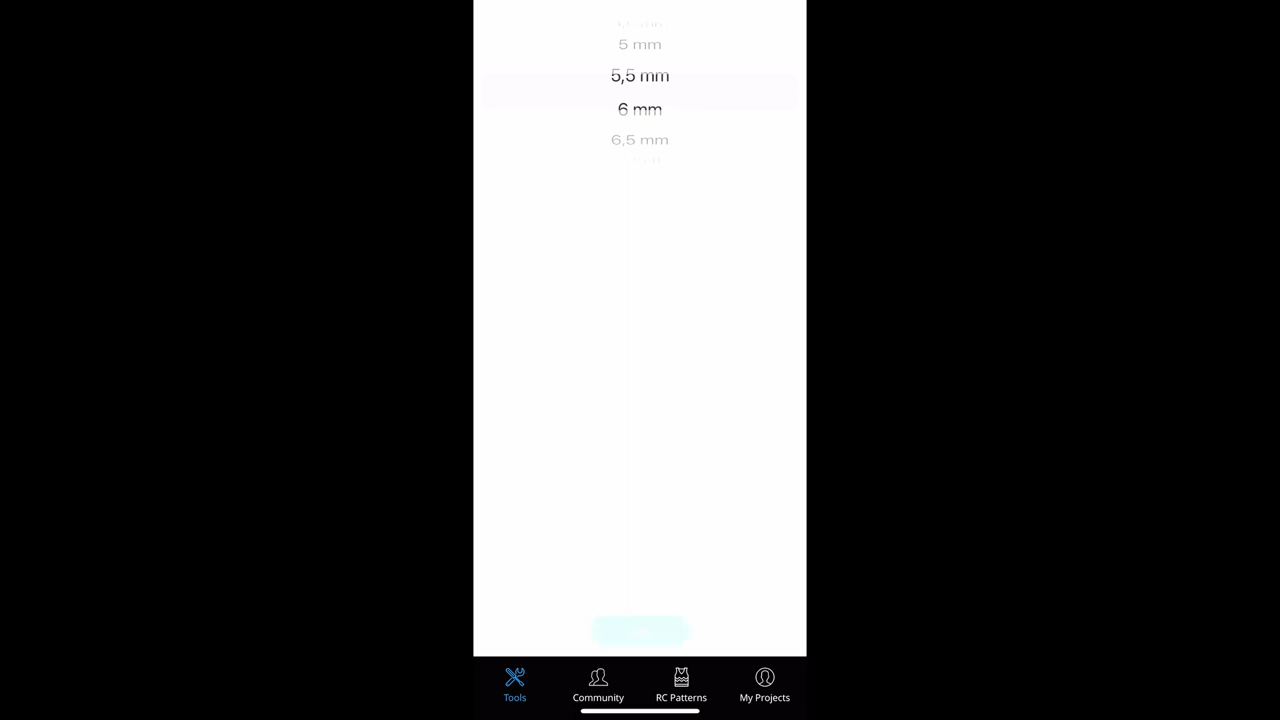 5 mm
5,5 mm
6 mm
6,5 mm
Tools
Community
RC Patterns
My Projects